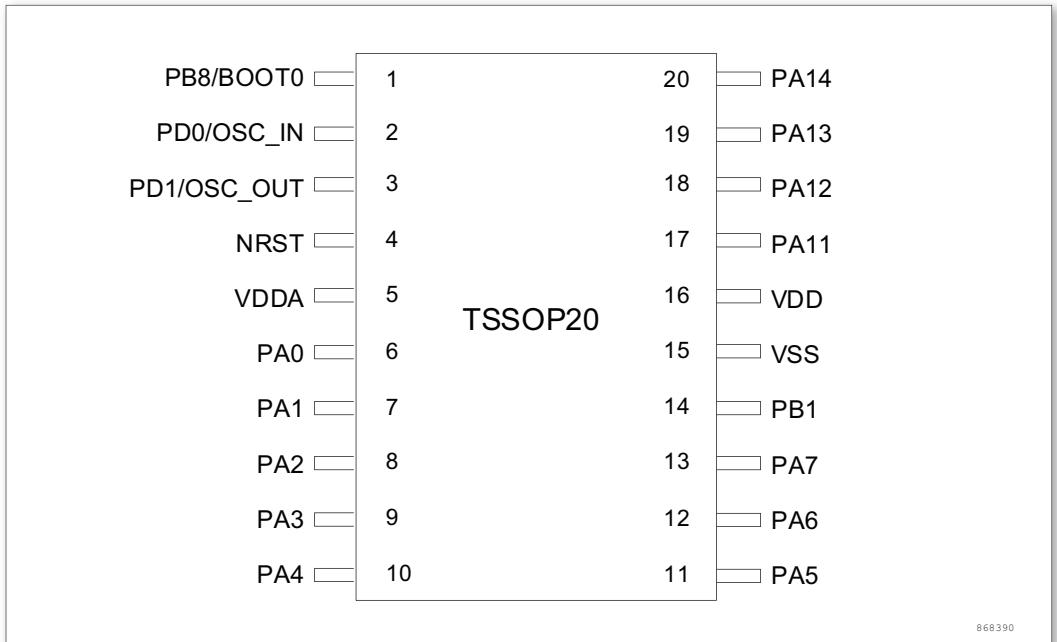 PB8/BOOT0 1 20 PA14
PD0/OSC_IN 2 19 PA13
PD1/OSC_OUT 3 18 PA12
NRST 4 17 PA11
VDDA 5 16 VDD
TSSOP20
PA0 6 15 VSS
PA1 7 14 PB1
PA2 8 13 PA7
PA3 9 12 PA6
PA4 10 11 PA5
868390